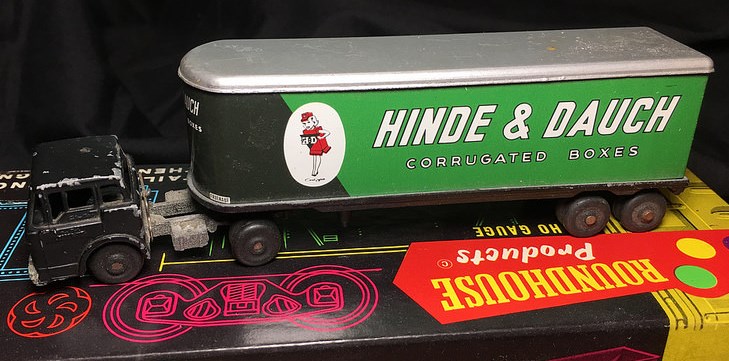 HINDE & DAUCH
CORRUGATED BOXES
H&D
UCH
HO GAUGE
ROUNDHOUSE
Products ©